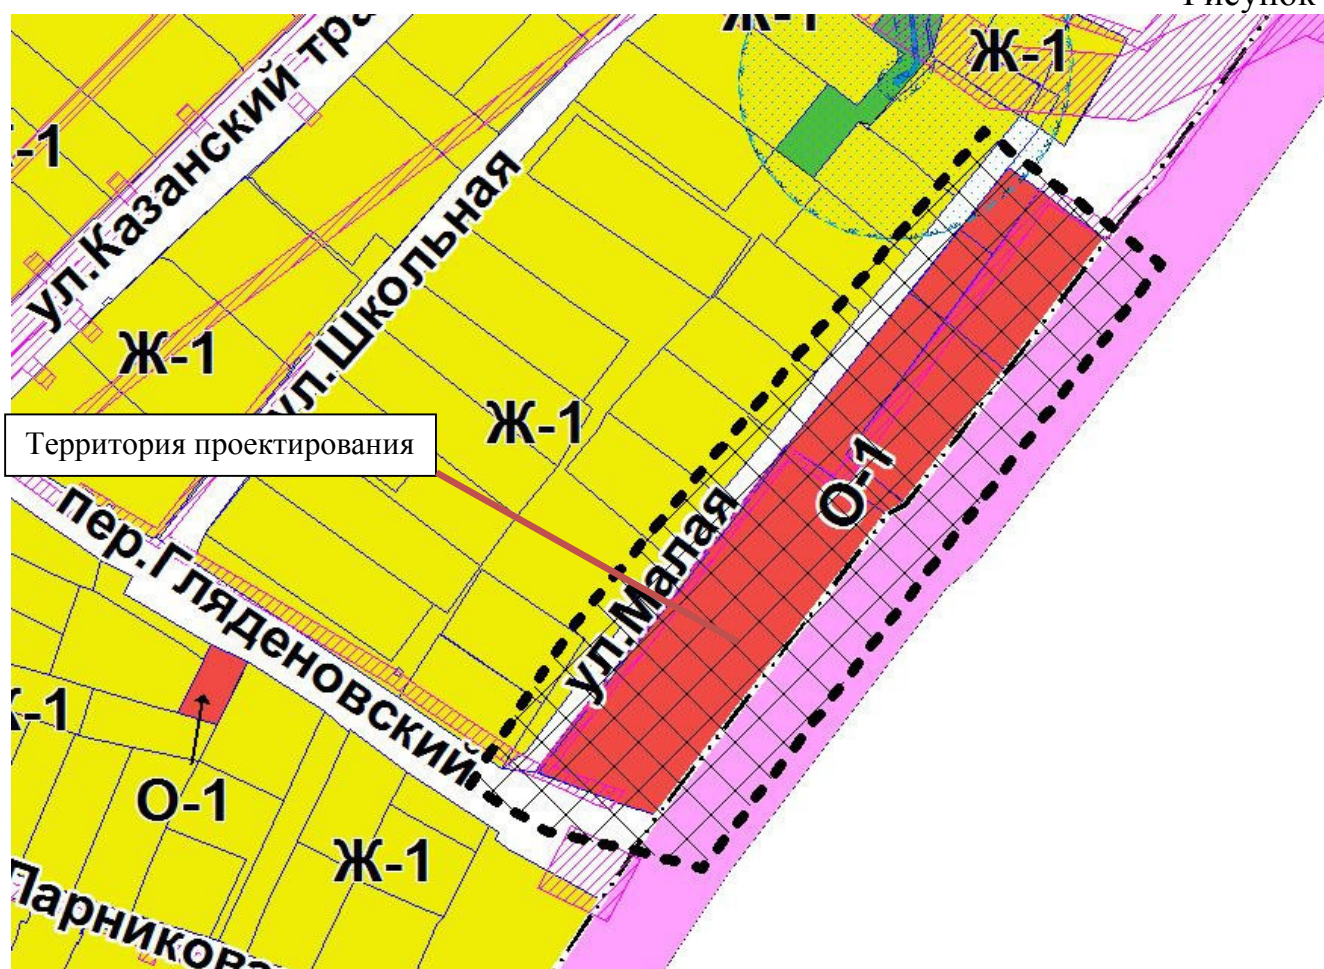 Рисунок
Ж-1
Ж-1
ул.Казанский тра
-1
ул.Школьная
Ж-1
Ж-1
Территория проектирования
О-1
ул.Малая
пер.Гляденовский
-1
О-1
Ж-1
Парникова